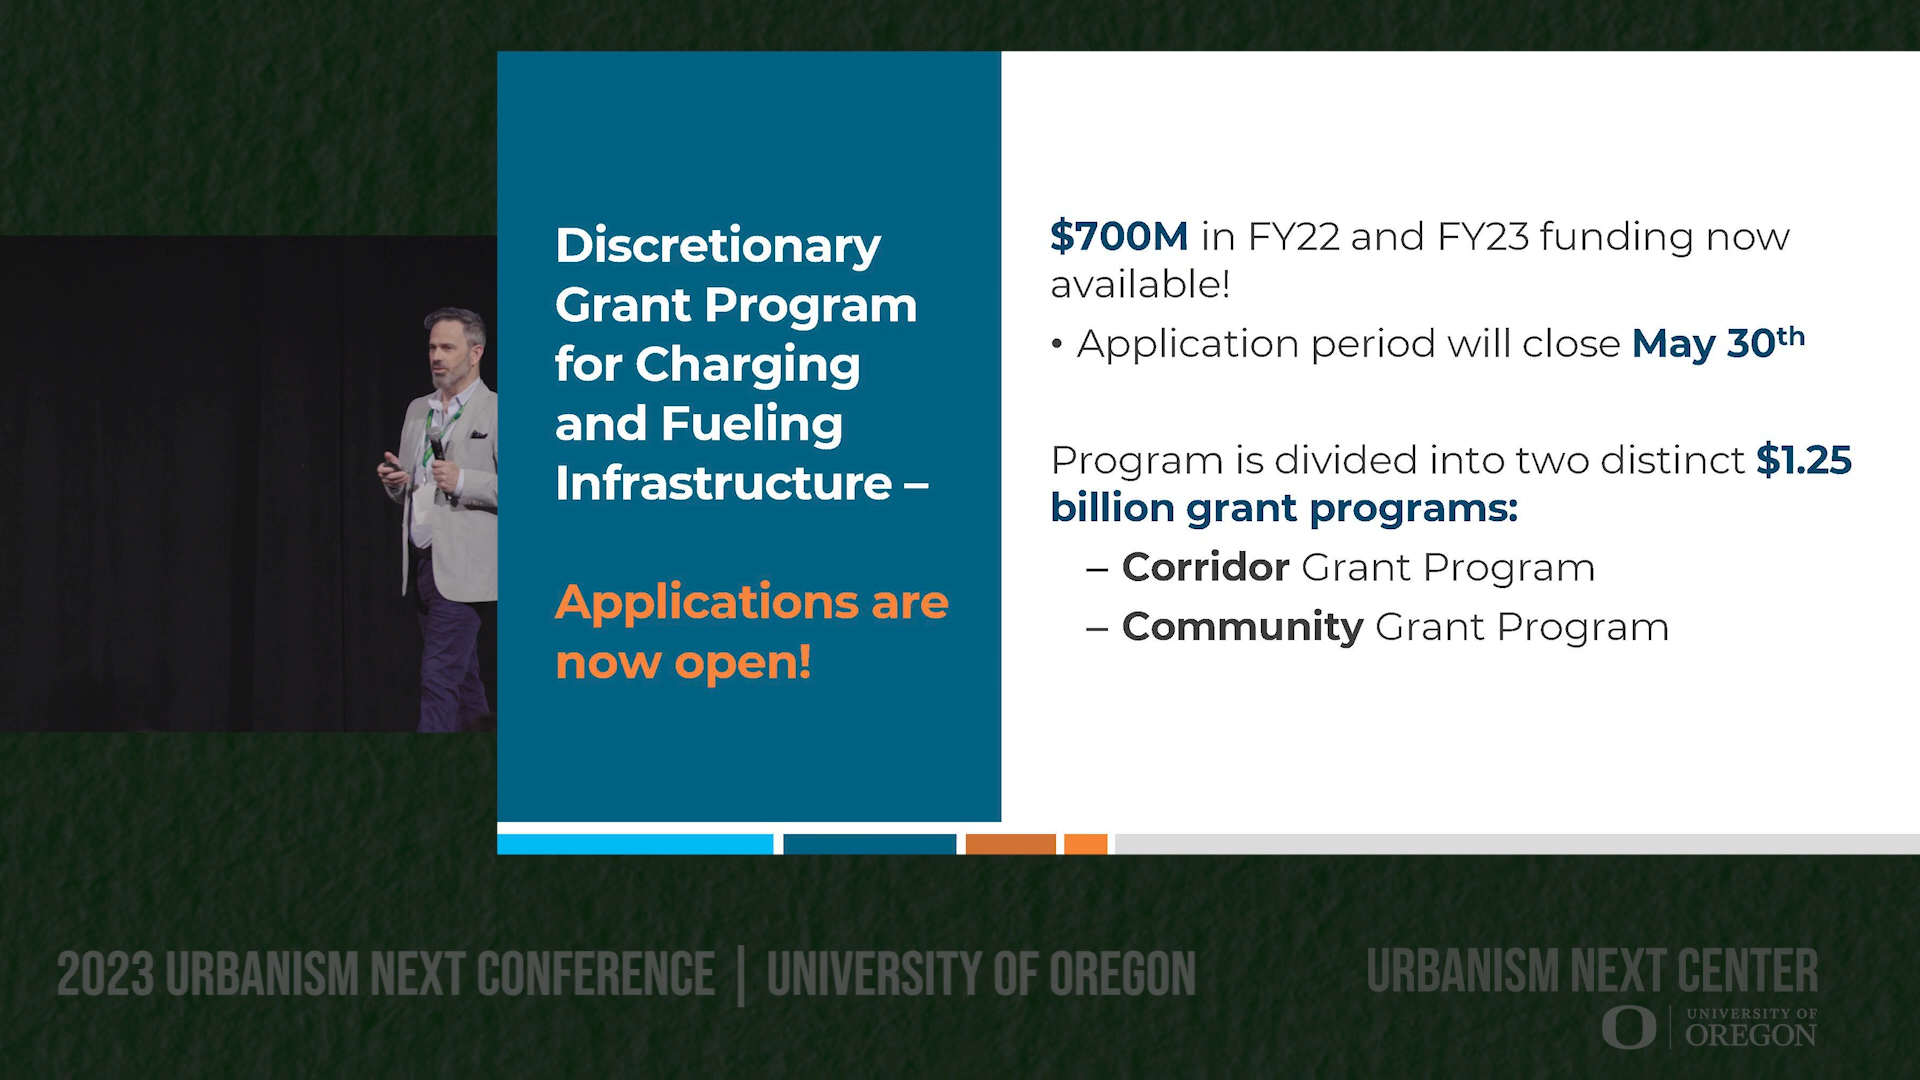 Discretionary
Grant Program
for Charging
and Fueling
Infrastructure –
Applications are
now open!
$700M in FY22 and FY23 funding now
available!
• Application period will close May 30th
Program is divided into two distinct $1.25
billion grant programs:
– Corridor Grant Program
– Community Grant Program
2023 URBANISM NEXT CONFERENCE | UNIVERSITY OF OREGON
URBANISM NEXT CENTER
O | UNIVERSITY OF
OREGON